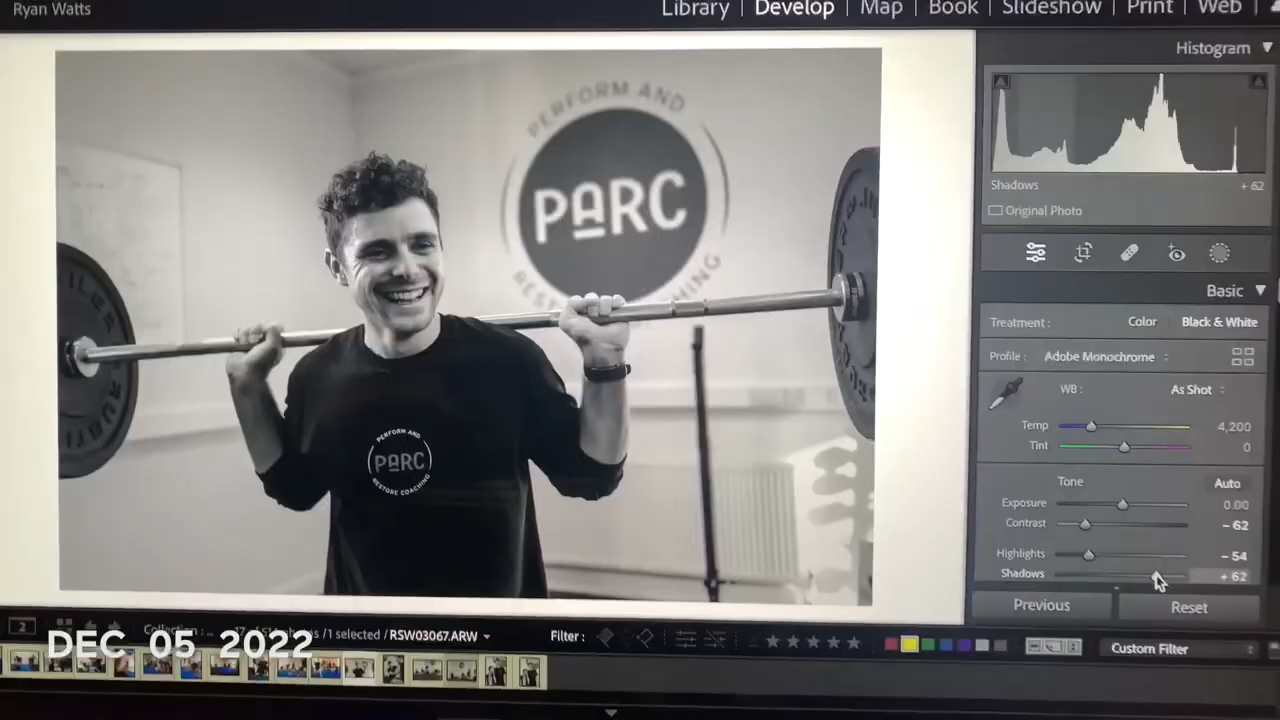 Ryan Watts
Library | Develop | Map | Book | Slideshow | Print | Web
Histogram
PERFORM AND
PARC
Shadows + 62
Original Photo
Basic
Treatment : Color Black & White
Profile : Adobe Monochrome
WB : As Shot
Temp 4,200
Tint 0
Tone Auto
Exposure 0.00
Contrast - 62
Highlights - 54
Shadows + 62
PERFORM AND
PARC
RESTORE COACHING
Previous Reset
2
/1 selected / RSW03067.ARW
Filter :
Custom Filter
DEC 05 2022